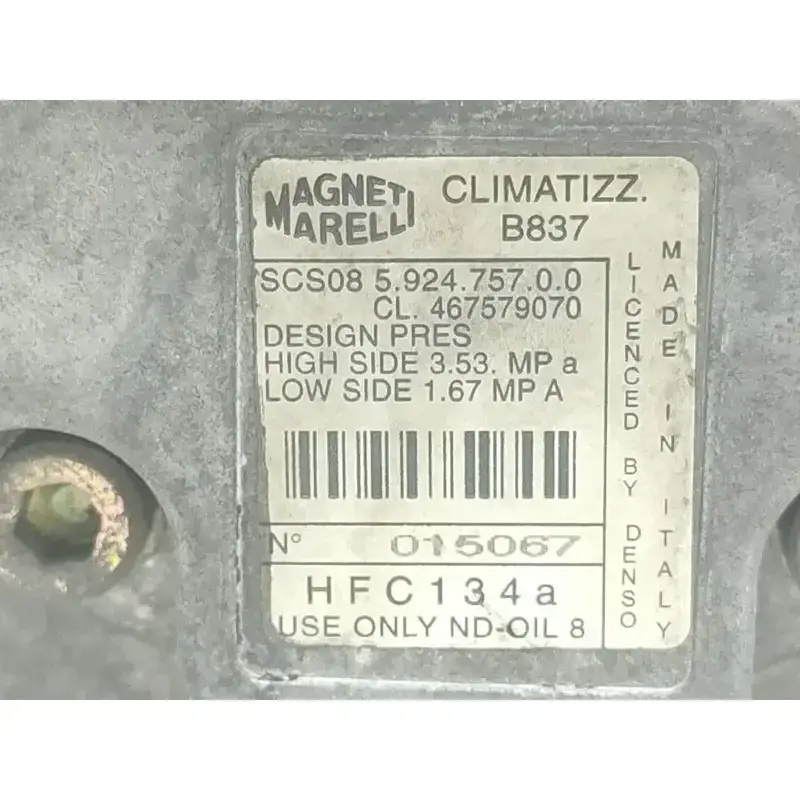 MAGNETI
MARELLI
CLIMATIZZ.
B837
SCS08 5.924.757.0.0
CL. 467579070
DESIGN PRES
HIGH SIDE 3.53. MP a
LOW SIDE 1.67 MP A
N° 015067
HFC134a
USE ONLY ND-OIL 8
LICENCED BY DENSO
MADE IN ITALY